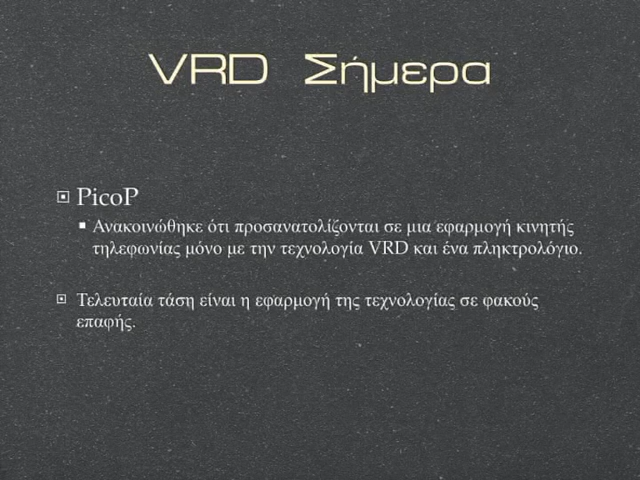 VRD Σήμερα
PicoP
Ανακοινώθηκε ότι προσανατολίζονται σε μια εφαρμογή κινητής
τηλεφωνίας μόνο με την τεχνολογία VRD και ένα πληκτρολόγιο.
Τελευταία τάση είναι η εφαρμογή της τεχνολογίας σε φακούς
επαφής.